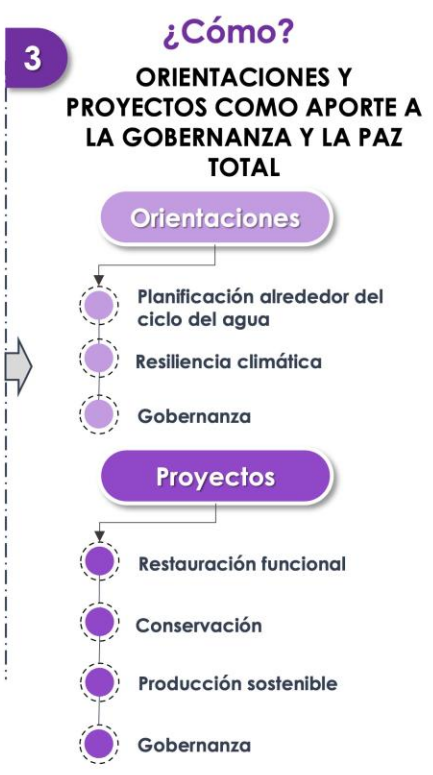 3
¿Cómo?
ORIENTACIONES Y
PROYECTOS COMO APORTE A
LA GOBERNANZA Y LA PAZ
TOTAL
Orientaciones
Planificación alrededor del
ciclo del agua
Resiliencia climática
Gobernanza
Proyectos
Restauración funcional
Conservación
Producción sostenible
Gobernanza